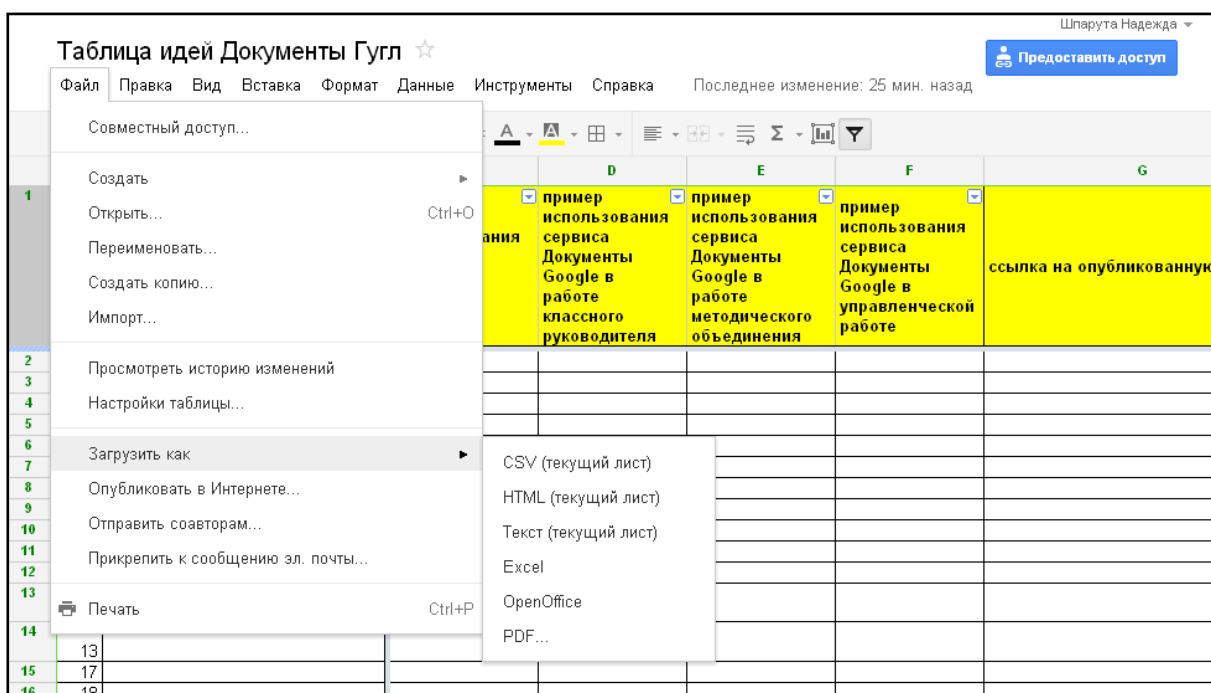 Шпарута Надежда
Таблица идей Документы Гугл
Предоставить доступ
Файл Правка Вид Вставка Формат Данные Инструменты Справка Последнее изменение: 25 мин. назад
Совместный доступ...
Создать
Открыть... Ctrl+O
Переименовать...
Создать копию...
Импорт...
Просмотреть историю изменений
Настройки таблицы...
Загрузить как
Опубликовать в Интернете...
Отправить соавторам...
Прикрепить к сообщению эл. почты...
Печать Ctrl+P
CSV (текущий лист)
HTML (текущий лист)
Текст (текущий лист)
Excel
OpenOffice
PDF...
A A Σ
D E F G
1
ания
пример
использования
сервиса
Документы
Google в
работе
классного
руководителя
пример
использования
сервиса
Документы
Google в
работе
методического
объединения
пример
использования
сервиса
Документы
Google в
управленческой
работе
ссылка на опубликованную
2
3
4
5
6
7
8
9
10
11
12
13
14
13
15 17
16 18